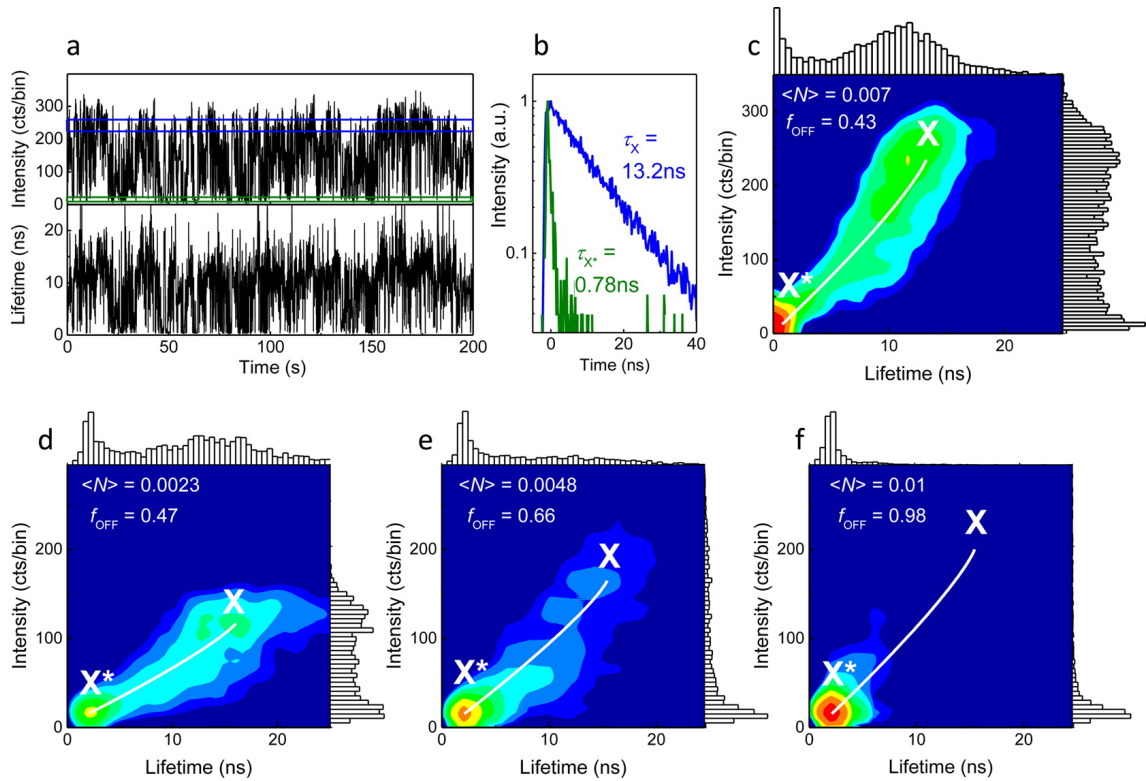 a
Intensity (cts/bin)
300
200
100
0
Lifetime (ns)
20
10
0
0 50 100 150 200
Time (s)
b
Intensity (a.u.)
1
0.1
τX =
13.2ns
τX* =
0.78ns
0 20 40
Time (ns)
c
<N> = 0.007
fOFF = 0.43
X
X*
Intensity (cts/bin)
300
200
100
0
0 10 20
Lifetime (ns)
d
<N> = 0.0023
fOFF = 0.47
X
X*
Intensity (cts/bin)
200
100
0
0 10 20
Lifetime (ns)
e
<N> = 0.0048
fOFF = 0.66
X
X*
Intensity (cts/bin)
200
100
0
0 10 20
Lifetime (ns)
f
<N> = 0.01
fOFF = 0.98
X
X*
Intensity (cts/bin)
200
100
0
0 10 20
Lifetime (ns)